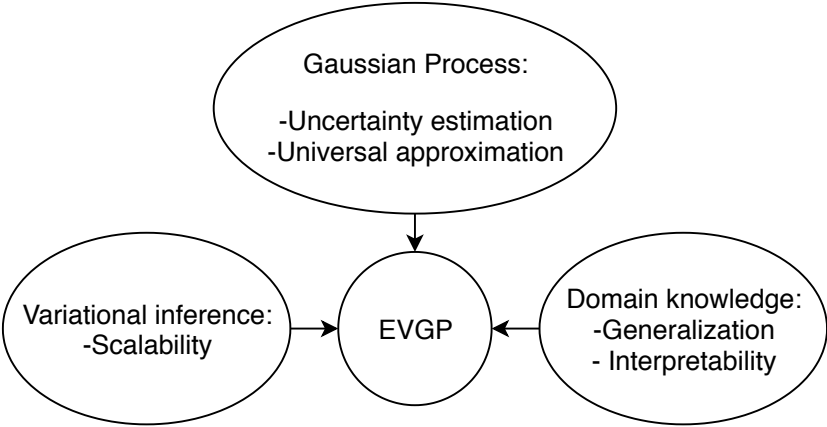 Gaussian Process:
-Uncertainty estimation
-Universal approximation
Variational inference:
-Scalability
EVGP
Domain knowledge:
-Generalization
- Interpretability